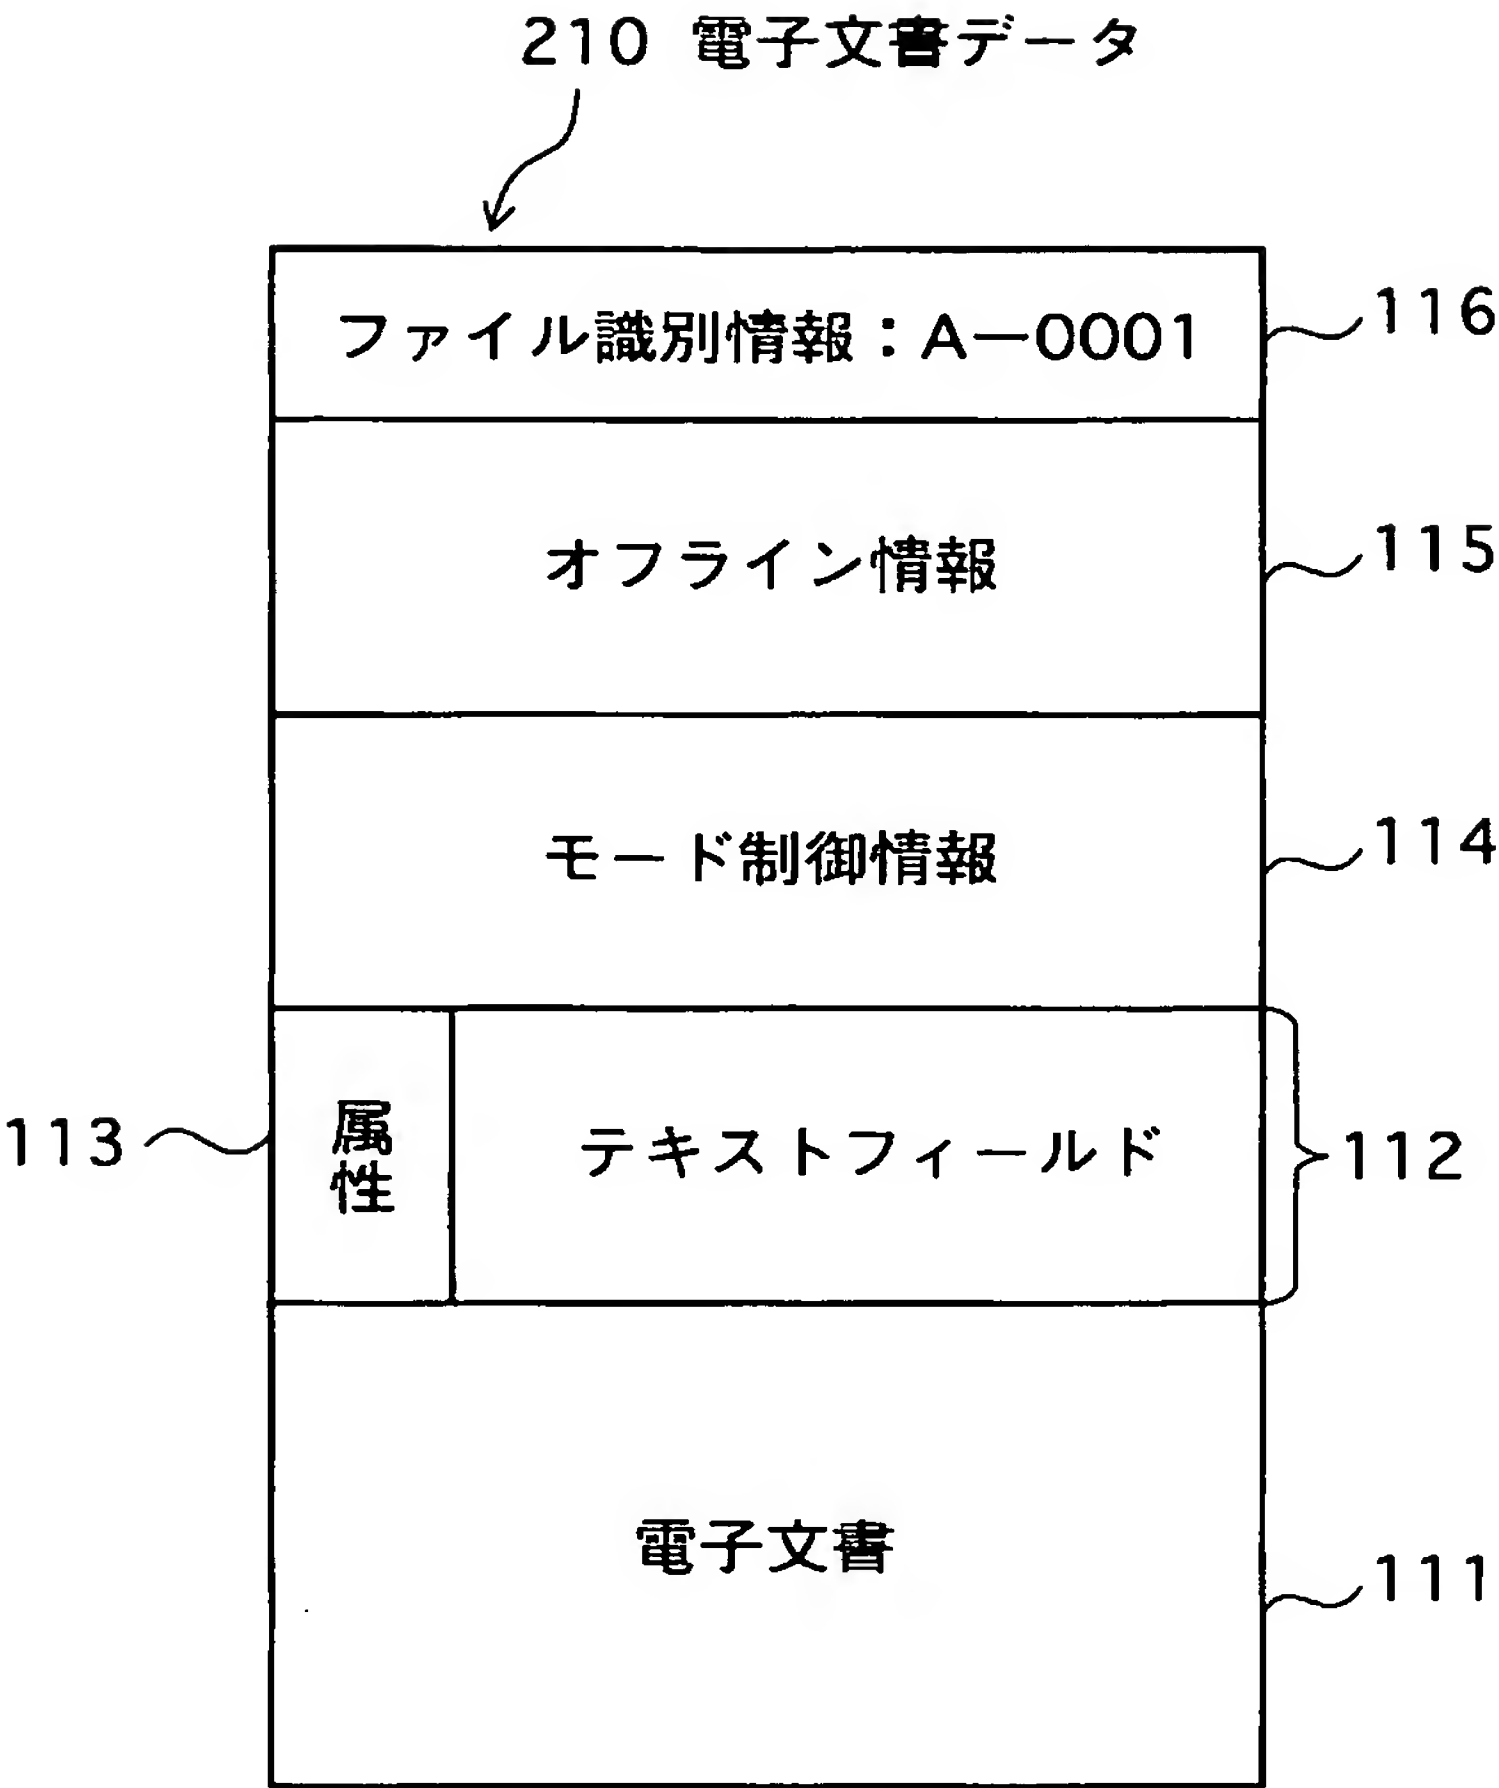 210 電子文書データ
ファイル識別情報:A-0001
116
オフライン情報
115
モード制御情報
114
113
属性
テキストフィールド
112
電子文書
111